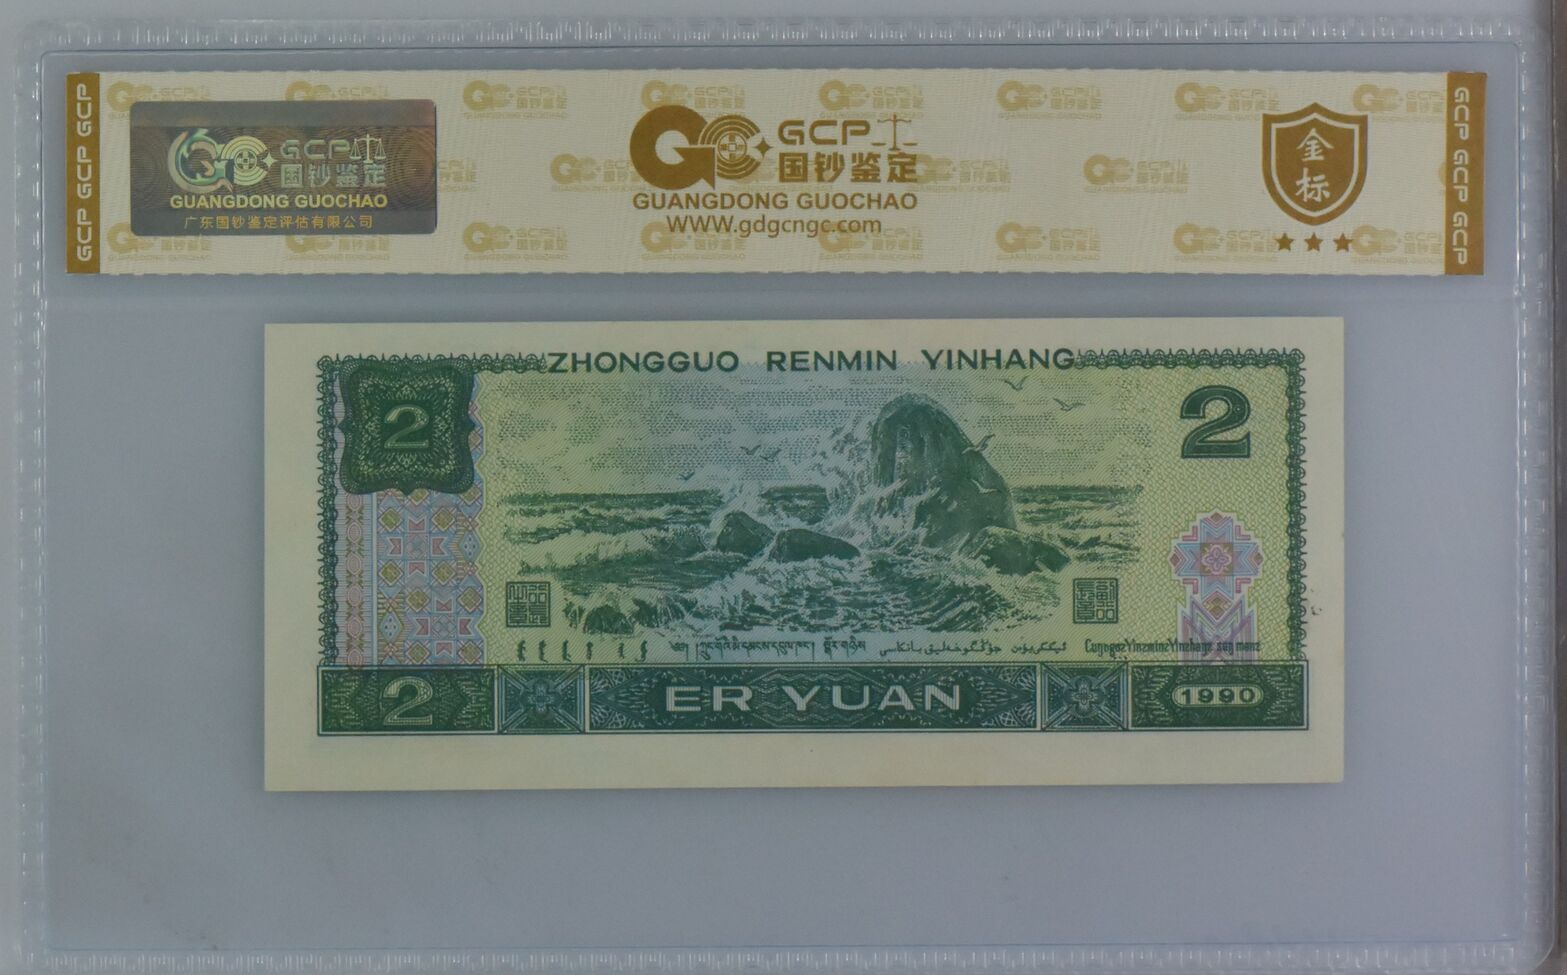 GCP GCP GCP
GCP
国钞鉴定
GUANGDONG GUOCHAO
广东国钞鉴定评估有限公司
GCP
国钞鉴定
GUANGDONG GUOCHAO
WWW.gdgcngc.com
金标
GCP GCP GCP
ZHONGGUO RENMIN YINHANG
2
2
CunggozYinzminzYinzhangz
2
ER YUAN
1990